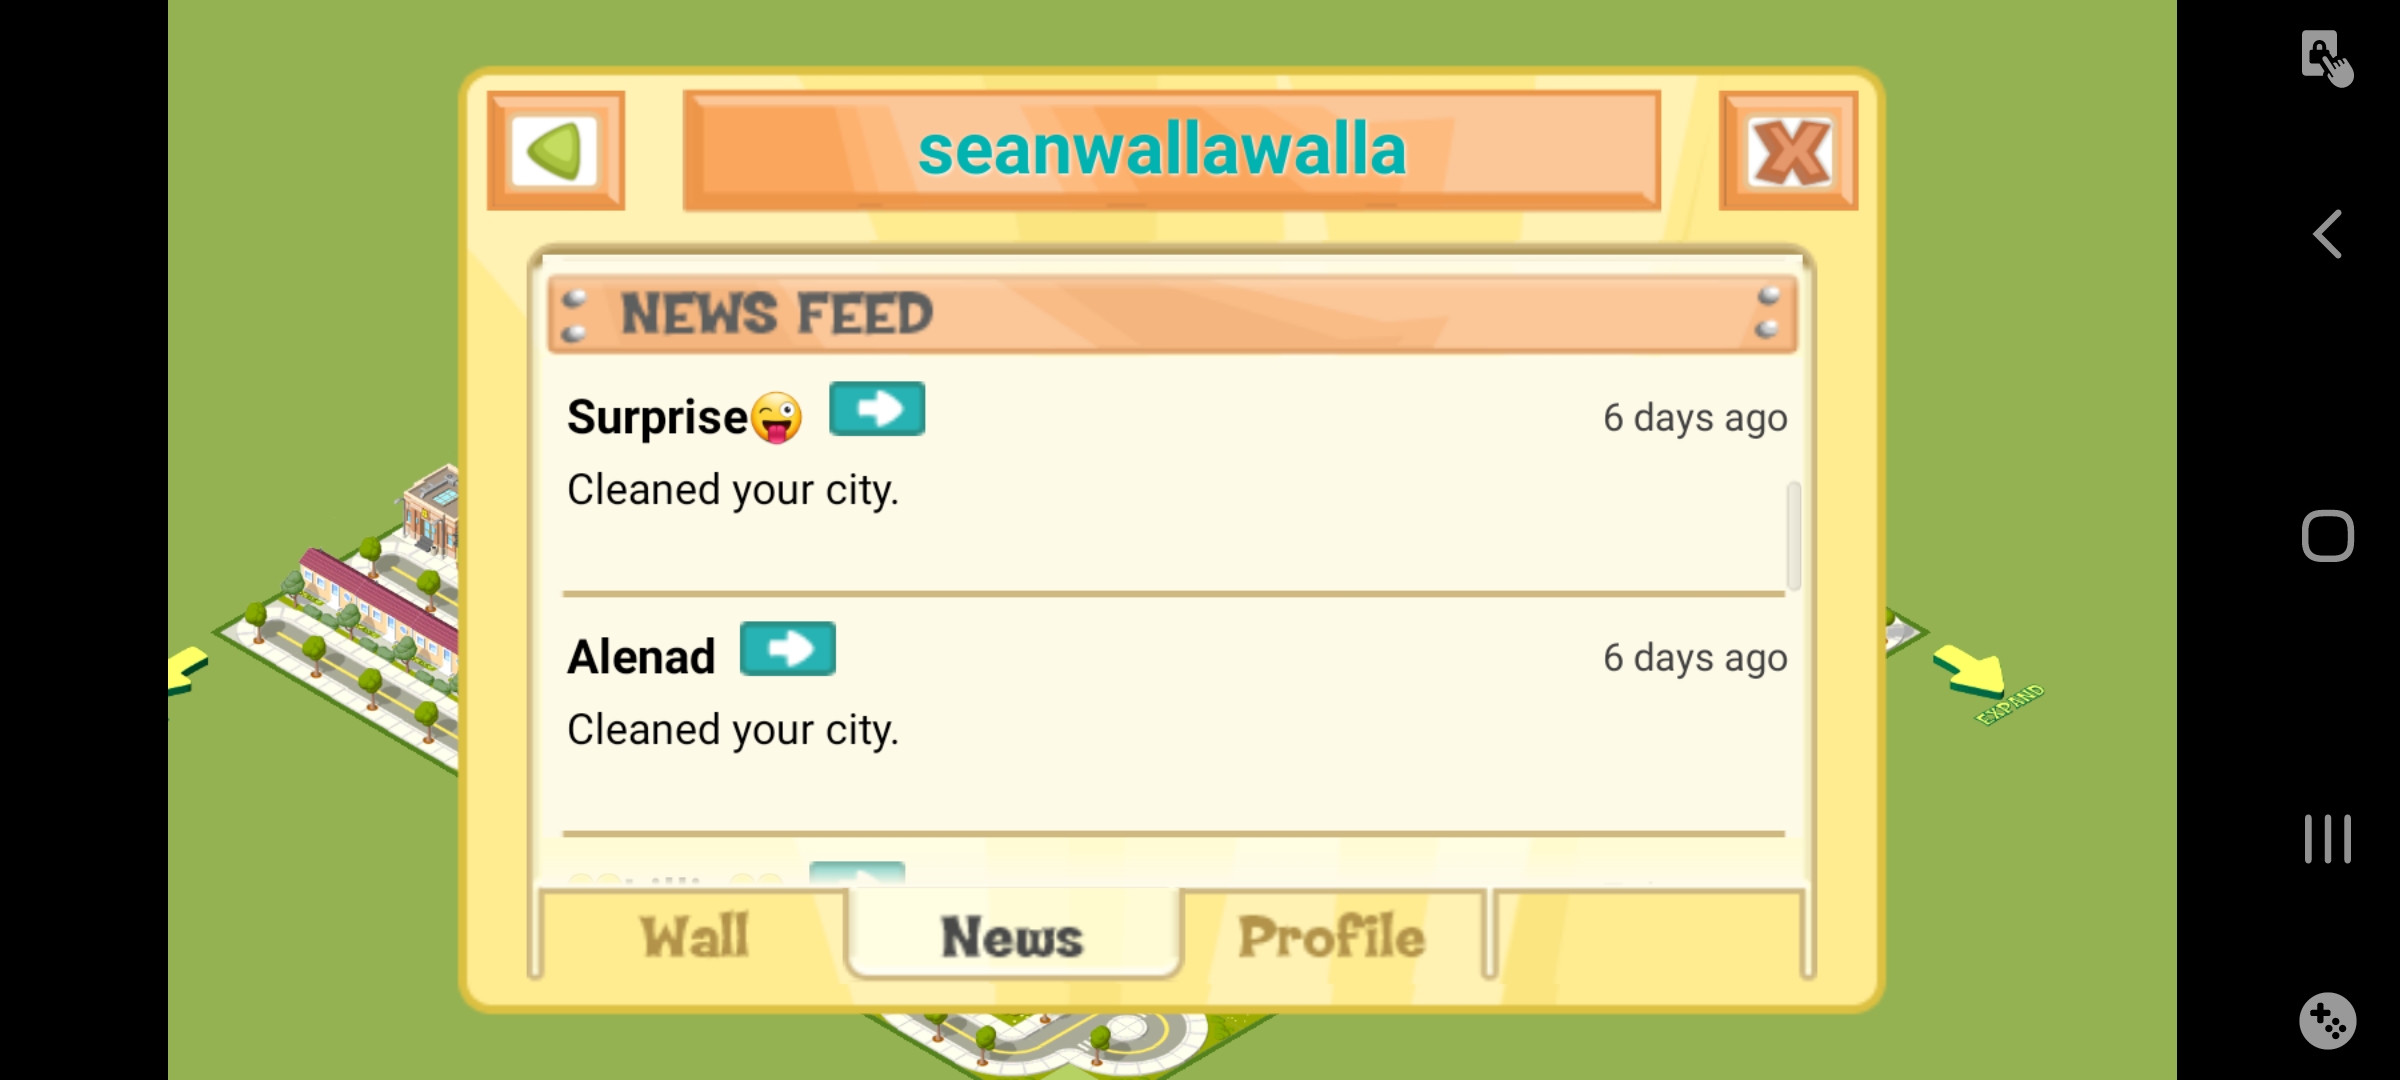 seanwallawalla
NEWS FEED
Surprise😜
6 days ago
Cleaned your city.
Alenad
6 days ago
Cleaned your city.
EXPAND
Wall
News
Profile